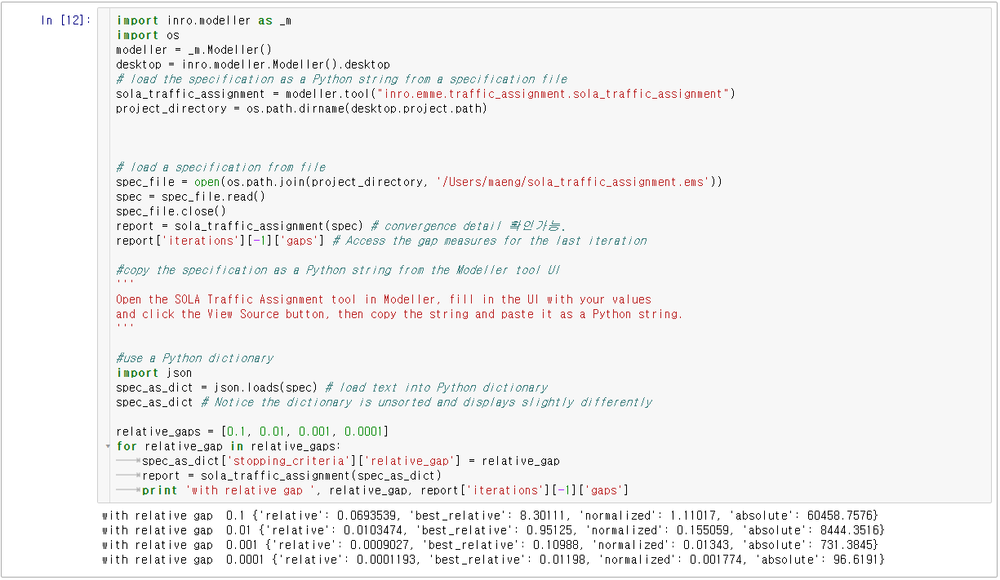 In [12]:
import inro.modeller as _m
import os
modeller = _m.Modeller()
desktop = inro.modeller.Modeller().desktop
# load the specification as a Python string from a specification file
sola_traffic_assignment = modeller.tool("inro.emme.traffic_assignment.sola_traffic_assignment")
project_directory = os.path.dirname(desktop.project.path)
# load a specification from file
spec_file = open(os.path.join(project_directory, '/Users/maeng/sola_traffic_assignment.ems'))
spec = spec_file.read()
spec_file.close()
report = sola_traffic_assignment(spec) # convergence detail 확인가능.
report['iterations'][-1]['gaps'] # Access the gap measures for the last iteration
#copy the specification as a Python string from the Modeller tool UI
'''
Open the SOLA Traffic Assignment tool in Modeller, fill in the UI with your values
and click the View Source button, then copy the string and paste it as a Python string.
'''
#use a Python dictionary
import json
spec_as_dict = json.loads(spec) # load text into Python dictionary
spec_as_dict # Notice the dictionary is unsorted and displays slightly differently
relative_gaps = [0.1, 0.01, 0.001, 0.0001]
for relative_gap in relative_gaps:
spec_as_dict['stopping_criteria']['relative_gap'] = relative_gap
report = sola_traffic_assignment(spec_as_dict)
print 'with relative gap ', relative_gap, report['iterations'][-1]['gaps']
with relative gap  0.1 {'relative': 0.0693539, 'best_relative': 8.30111, 'normalized': 1.11017, 'absolute': 60458.7576}
with relative gap  0.01 {'relative': 0.0103474, 'best_relative': 0.95125, 'normalized': 0.155059, 'absolute': 8444.3516}
with relative gap  0.001 {'relative': 0.0009027, 'best_relative': 0.10988, 'normalized': 0.01343, 'absolute': 731.3845}
with relative gap  0.0001 {'relative': 0.0001193, 'best_relative': 0.01198, 'normalized': 0.001774, 'absolute': 96.6191}